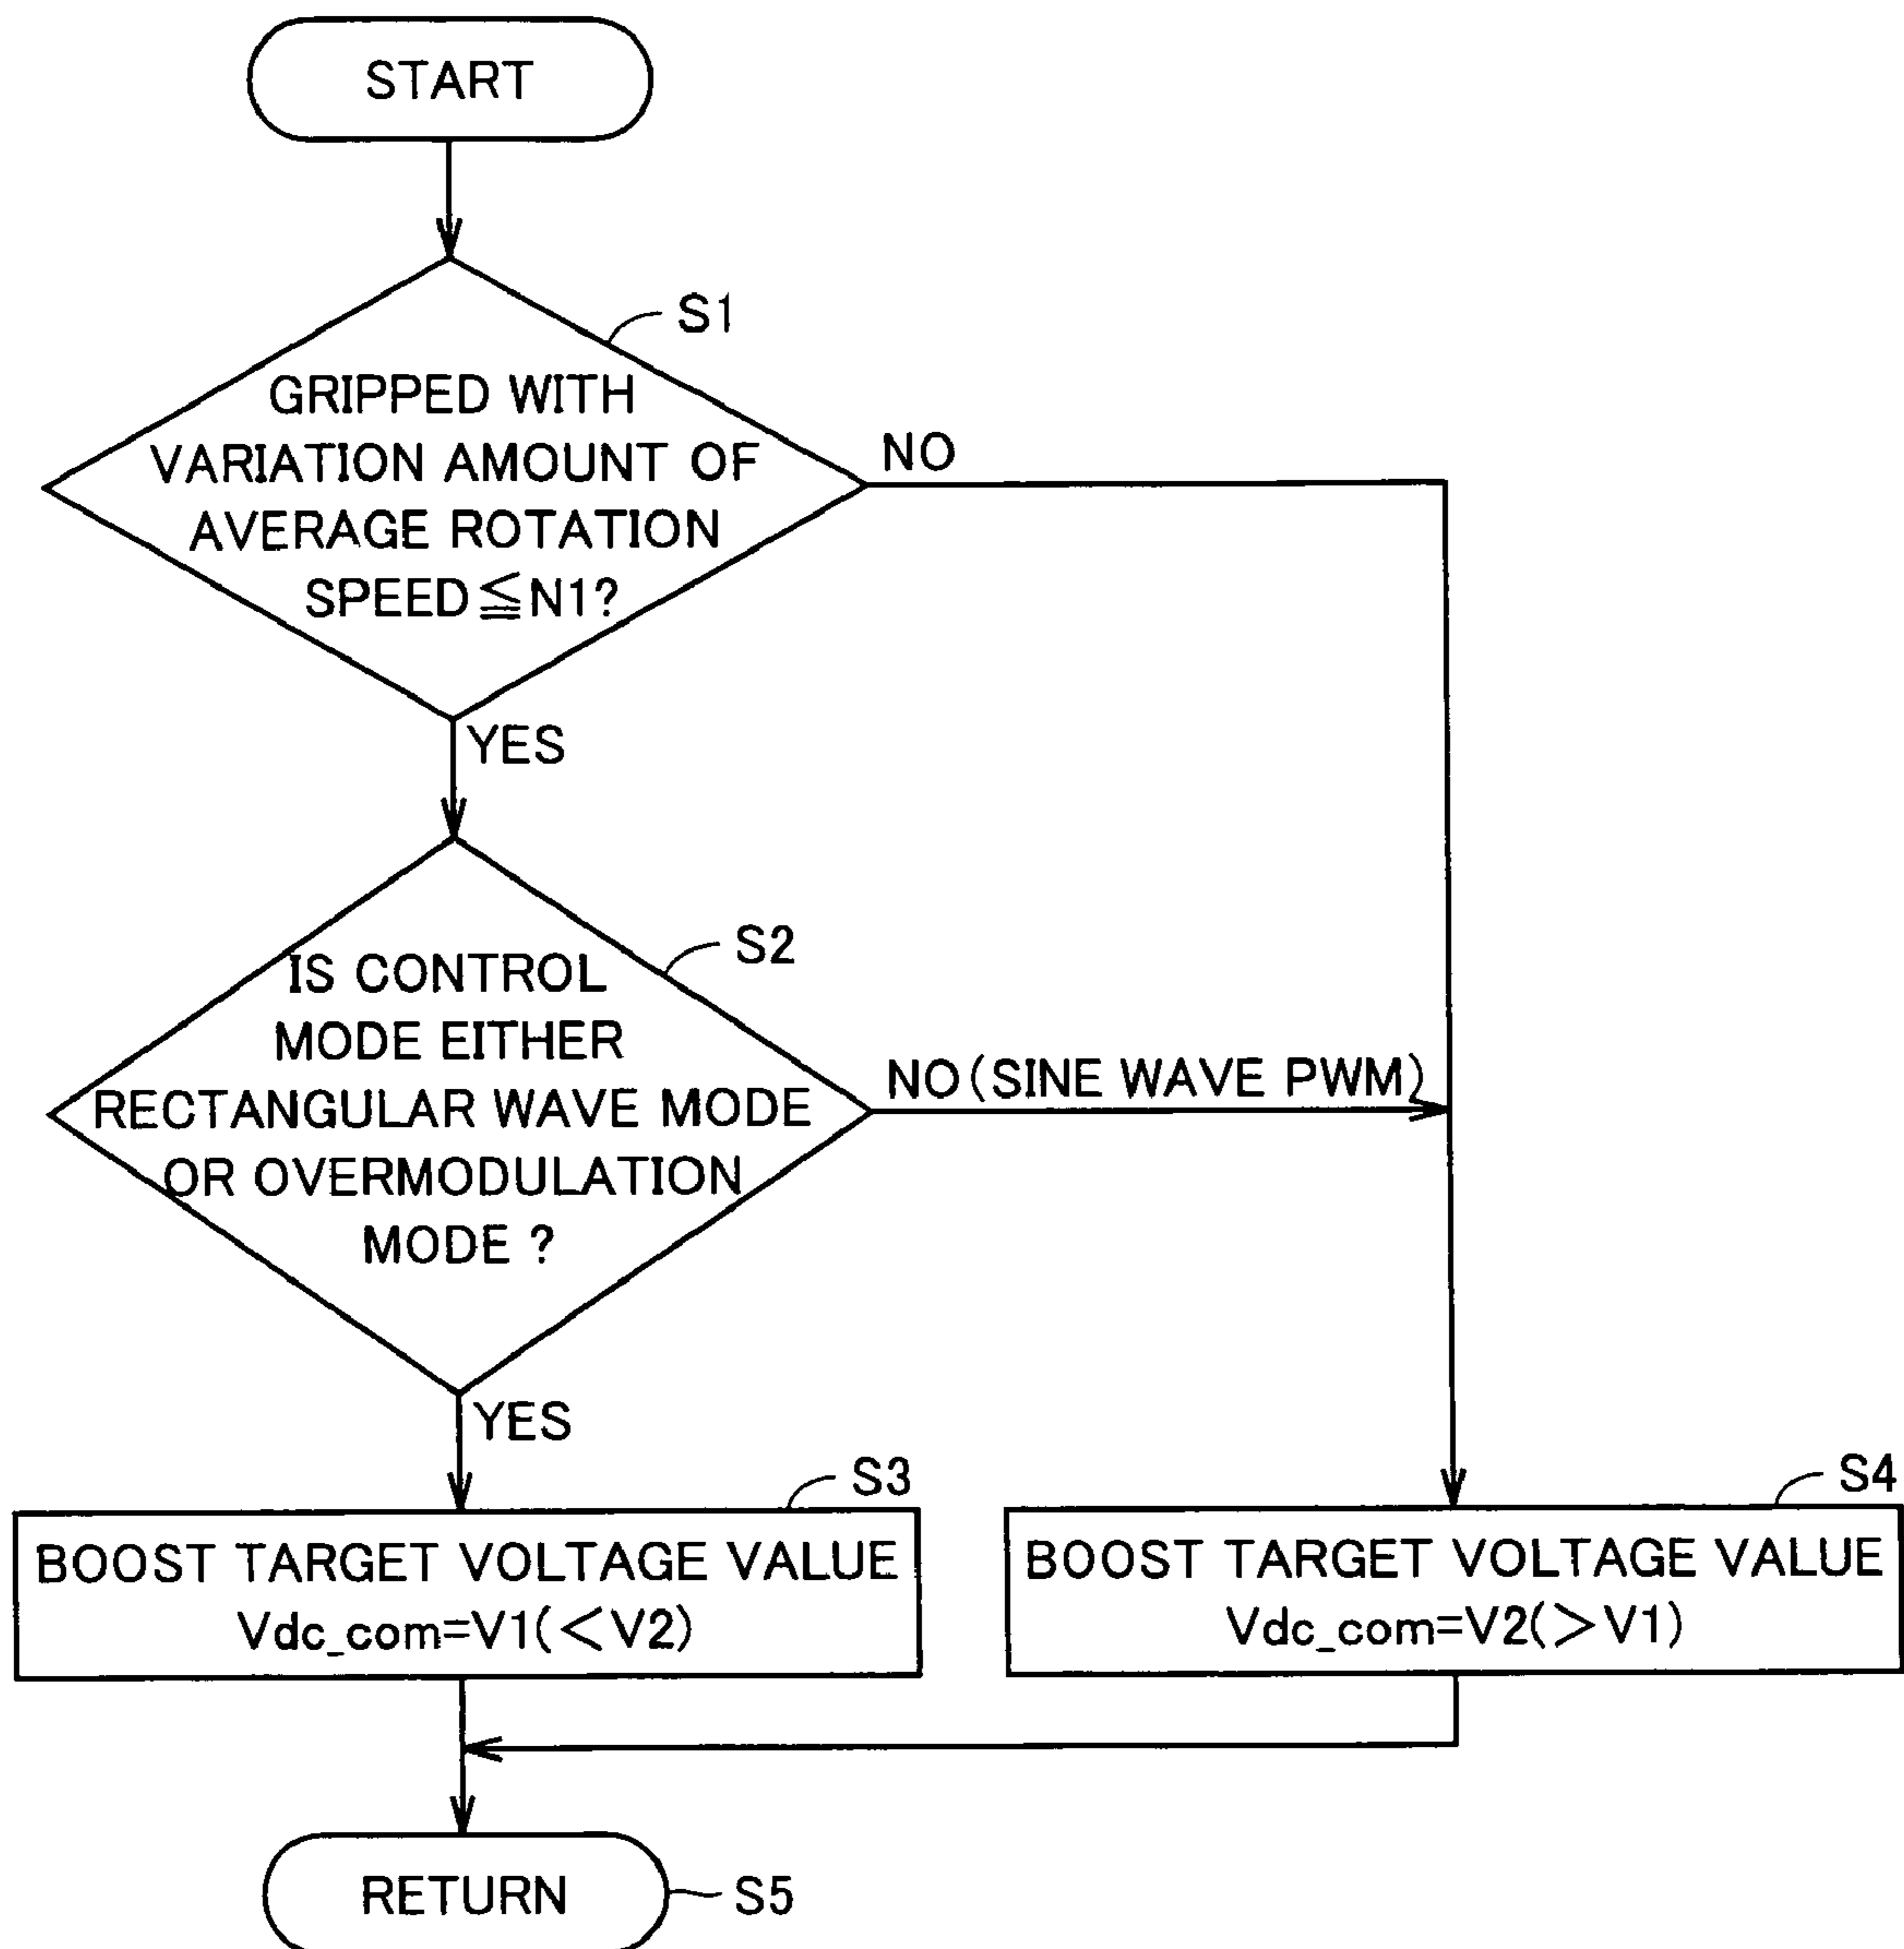 START
S1
GRIPPED WITH
VARIATION AMOUNT OF
AVERAGE ROTATION
SPEED≦N1?
NO
YES
S2
IS CONTROL
MODE EITHER
RECTANGULAR WAVE MODE
OR OVERMODULATION
MODE ?
NO(SINE WAVE PWM)
YES
S3
BOOST TARGET VOLTAGE VALUE
Vdc_com=V1(<V2)
S4
BOOST TARGET VOLTAGE VALUE
Vdc_com=V2(>V1)
RETURN
S5